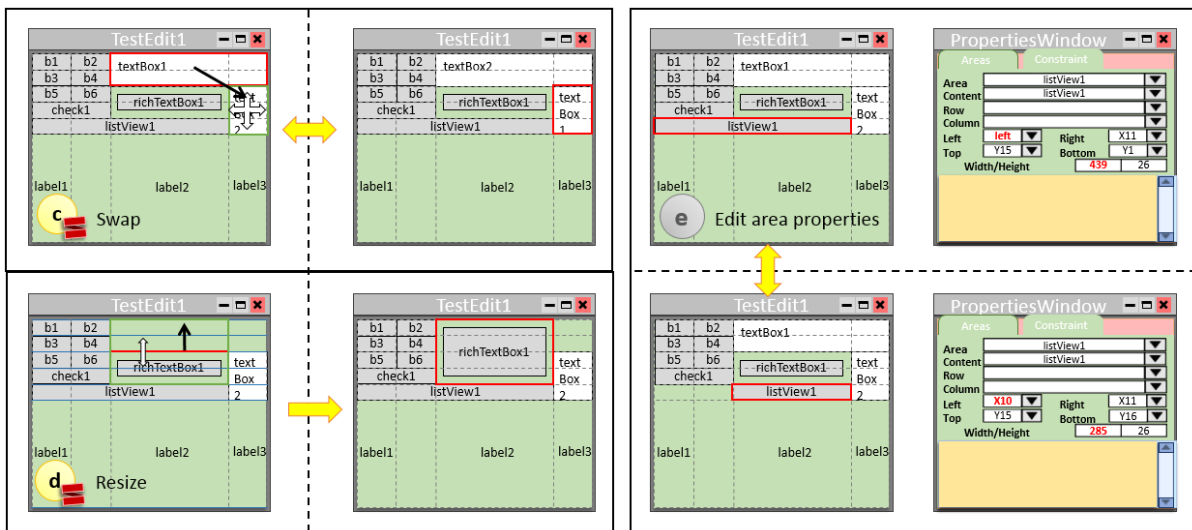 TestEdit1
b1 b2 textBox1
b3 b4
b5 b6 richTextBox1
check1
listView1 2
label1 label2 label3
c Swap
TestEdit1
b1 b2 textBox2
b3 b4
b5 b6 richTextBox1 text
check1 Box
listView1 1
label1 label2 label3
TestEdit1
b1 b2 textBox1
b3 b4
b5 b6 richTextBox1 text
check1 Box
listView1 2
label1 label2 label3
e Edit area properties
PropertiesWindow
Areas Constraint
Area listView1
Content listView1
Row
Column
Left left Right X11
Top Y15 Bottom Y1
Width/Height 439 26
TestEdit1
b1 b2
b3 b4
b5 b6 richTextBox1 text
check1 Box
listView1 2
label1 label2 label3
d Resize
TestEdit1
b1 b2
b3 b4 richTextBox1
b5 b6 text
check1 Box
listView1 2
label1 label2 label3
TestEdit1
b1 b2 textBox1
b3 b4
b5 b6 richTextBox1 text
check1 Box
listView1 2
label1 label2 label3
PropertiesWindow
Areas Constraint
Area listView1
Content listView1
Row
Column
Left X10 Right X11
Top Y15 Bottom Y16
Width/Height 285 26